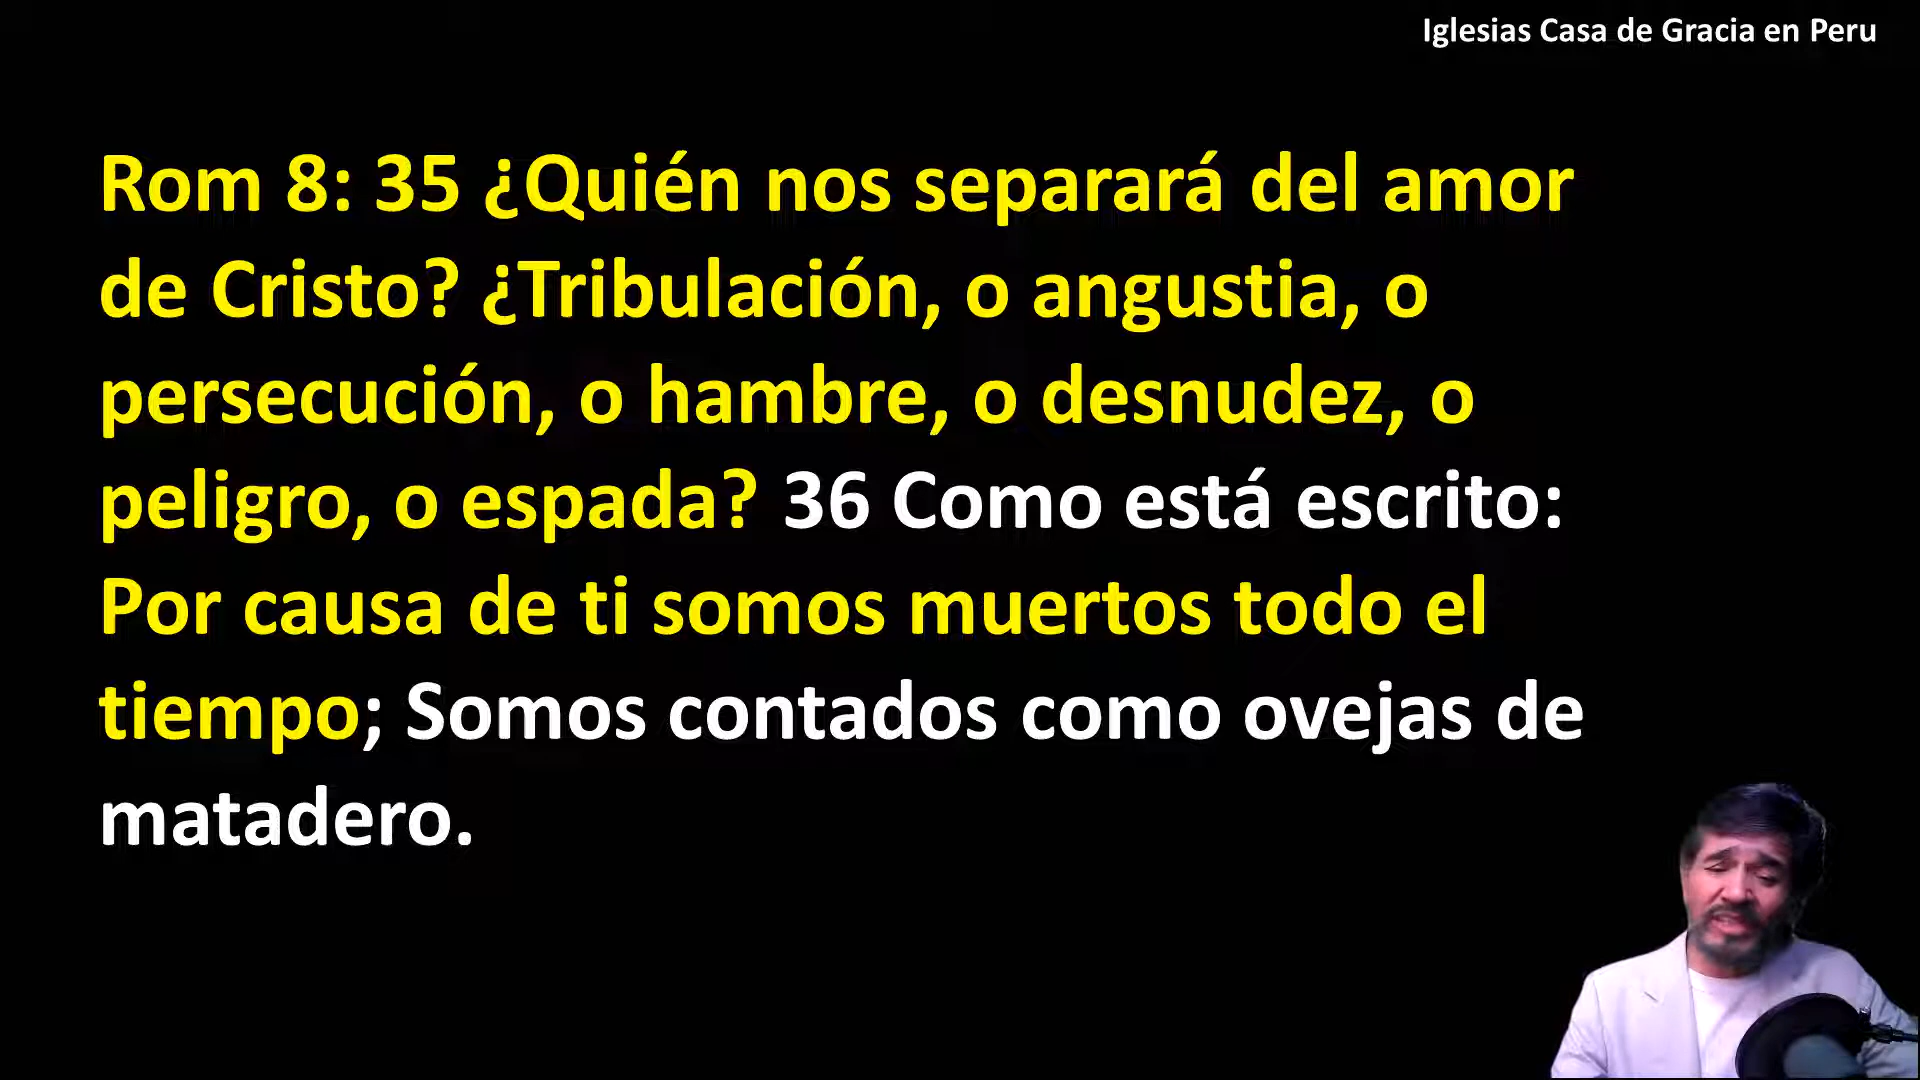 Iglesias Casa de Gracia en Peru
Rom 8: 35 ¿Quién nos separará del amor
de Cristo? ¿Tribulación, o angustia, o
persecución, o hambre, o desnudez, o
peligro, o espada? 36 Como está escrito:
Por causa de ti somos muertos todo el
tiempo; Somos contados como ovejas de
matadero.